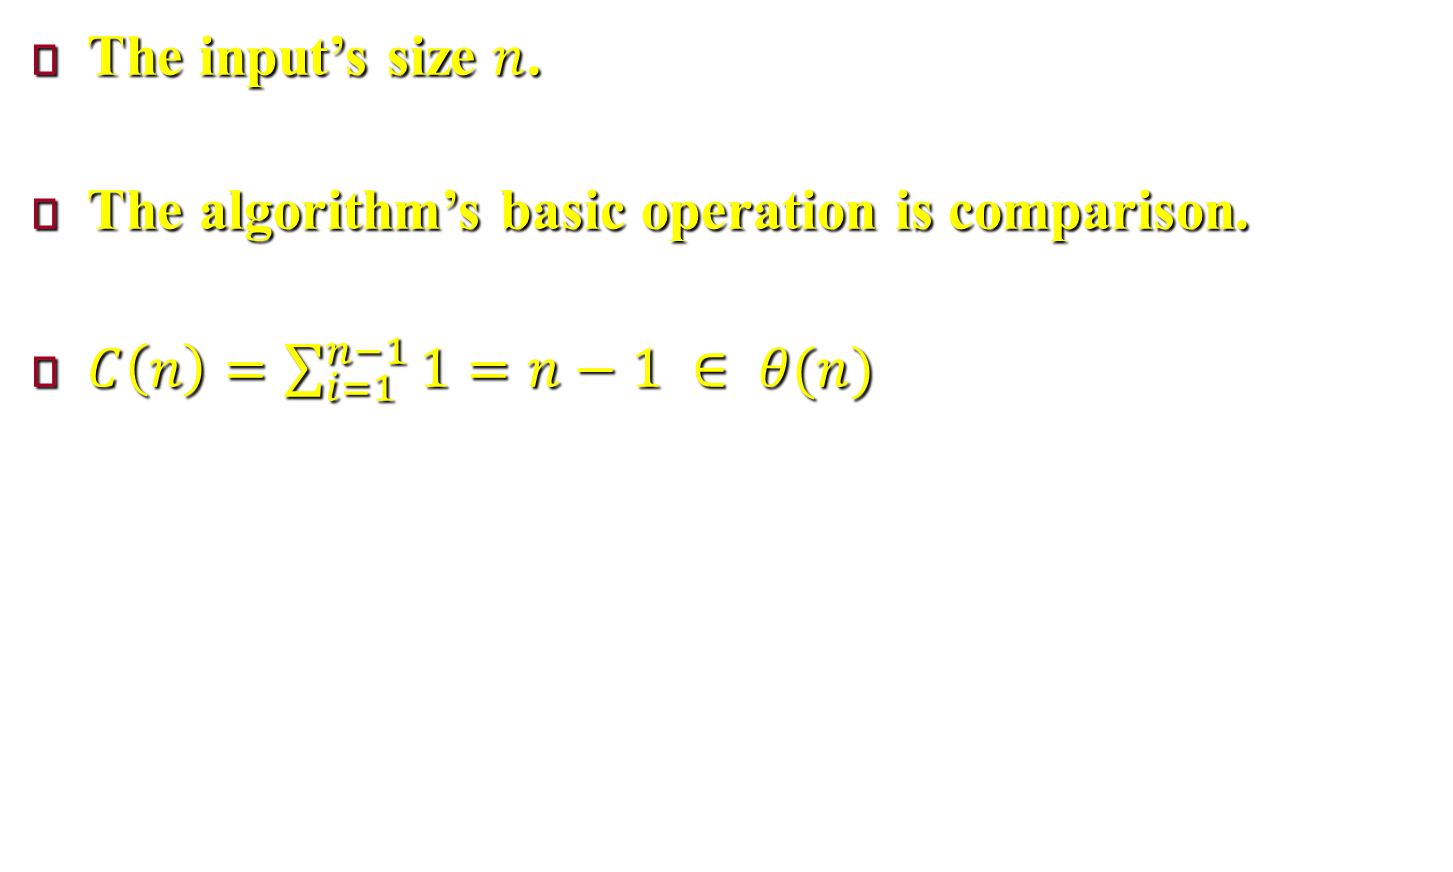 The input’s size n.
The algorithm’s basic operation is comparison.
C(n) = ∑_{i=1}^{n−1} 1 = n − 1 ∈ θ(n)